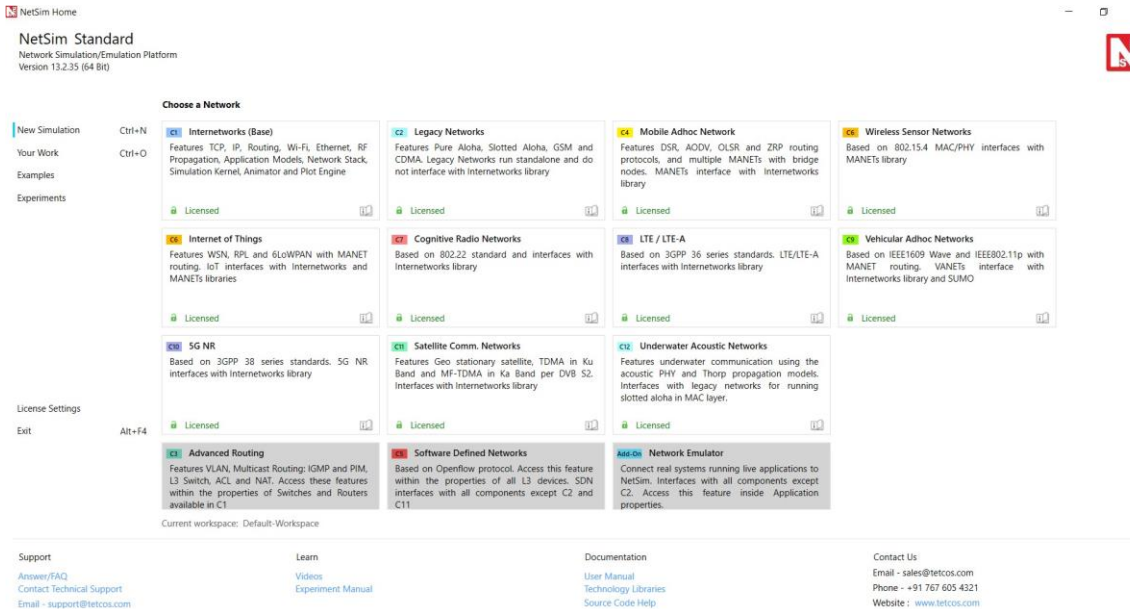 NetSim Home
NetSim Standard
Network Simulation/Emulation Platform
Version 13.2.35 (64 Bit)
Choose a Network
New Simulation Ctrl+N
Your Work Ctrl+O
Examples
Experiments
License Settings
Exit Alt+F4
C1 Internetworks (Base)
Features TCP, IP, Routing, Wi-Fi, Ethernet, RF
Propagation, Application Models, Network Stack,
Simulation Kernel, Animator and Plot Engine
Licensed
C2 Legacy Networks
Features Pure Aloha, Slotted Aloha, GSM and
CDMA. Legacy Networks run standalone and do
not interface with Internetworks library
Licensed
C4 Mobile Adhoc Network
Features DSR, AODV, OLSR and ZRP routing
protocols, and multiple MANETs with bridge
nodes. MANETs interface with Internetworks
library
Licensed
C6 Wireless Sensor Networks
Based on 802.15.4 MAC/PHY interfaces with
MANETs library
Licensed
C6 Internet of Things
Features WSN, RPL and 6LoWPAN with MANET
routing. IoT interfaces with Internetworks and
MANETs libraries
Licensed
C7 Cognitive Radio Networks
Based on 802.22 standard and interfaces with
Internetworks library
Licensed
C8 LTE / LTE-A
Based on 3GPP 36 series standards. LTE/LTE-A
interfaces with Internetworks library
Licensed
C9 Vehicular Adhoc Networks
Based on IEEE1609 Wave and IEEE802.11p with
MANET routing. VANETs interface with
Internetworks library and SUMO
Licensed
C10 5G NR
Based on 3GPP 38 series standards. 5G NR
interfaces with Internetworks library
Licensed
C11 Satellite Comm. Networks
Features Geo stationary satellite, TDMA in Ku
Band and MF-TDMA in Ka Band per DVB S2.
Interfaces with Internetworks library
Licensed
C12 Underwater Acoustic Networks
Features underwater communication using the
acoustic PHY and Thorp propagation models.
Interfaces with legacy networks for running
slotted aloha in MAC layer.
Licensed
C3 Advanced Routing
Features VLAN, Multicast Routing: IGMP and PIM,
L3 Switch, ACL and NAT. Access these features
within the properties of Switches and Routers
available in C1
C5 Software Defined Networks
Based on Openflow protocol. Access this feature
within the properties of all L3 devices. SDN
interfaces with all components except C2 and
C11
Add-On Network Emulator
Connect real systems running live applications to
NetSim. Interfaces with all components except
C2. Access this feature inside Application
properties.
Current workspace: Default-Workspace
Support
Answer/FAQ
Contact Technical Support
Email - support@tetcos.com
Learn
Videos
Experiment Manual
Documentation
User Manual
Technology Libraries
Source Code Help
Contact Us
Email - sales@tetcos.com
Phone - +91 767 605 4321
Website : www.tetcos.com